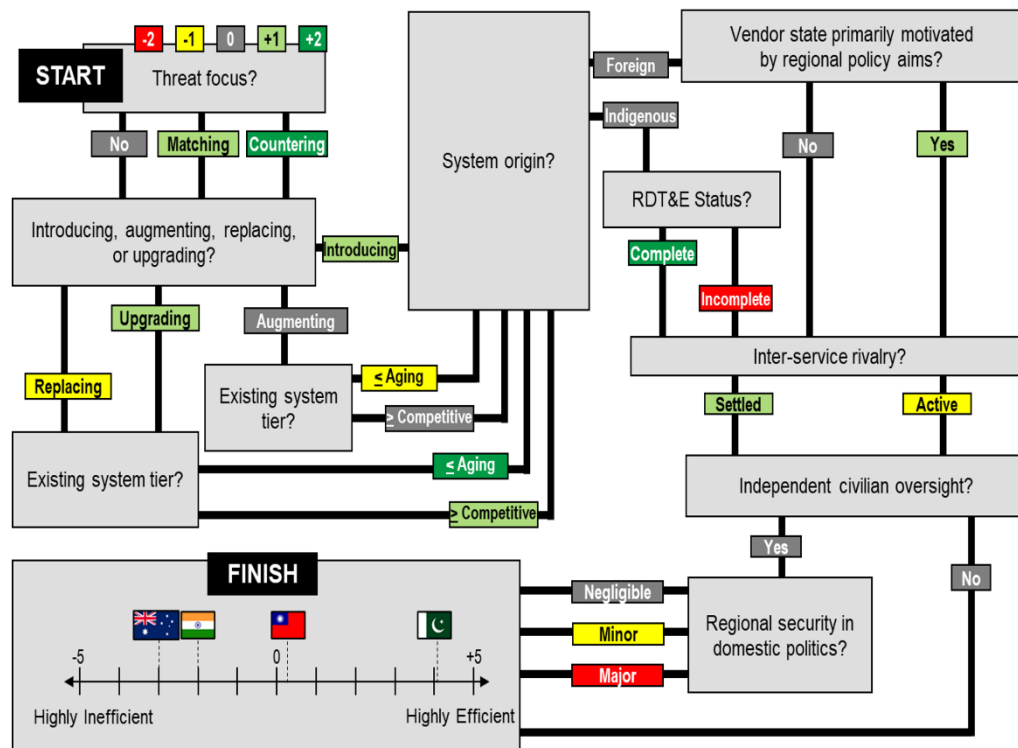 -2 -1 0 +1 +2
START
Threat focus?
No Matching Countering
Introducing, augmenting, replacing,
or upgrading?
Introducing
Upgrading
Augmenting
Replacing
Existing system
tier?
≤ Aging
≥ Competitive
Existing system tier?
≤ Aging
≥ Competitive
System origin?
Foreign
Indigenous
Vendor state primarily motivated
by regional policy aims?
No Yes
RDT&E Status?
Complete
Incomplete
Inter-service rivalry?
Settled Active
Independent civilian oversight?
Yes
No
Regional security in
domestic politics?
Negligible
Minor
Major
FINISH
-5 0 +5
Highly Inefficient Highly Efficient